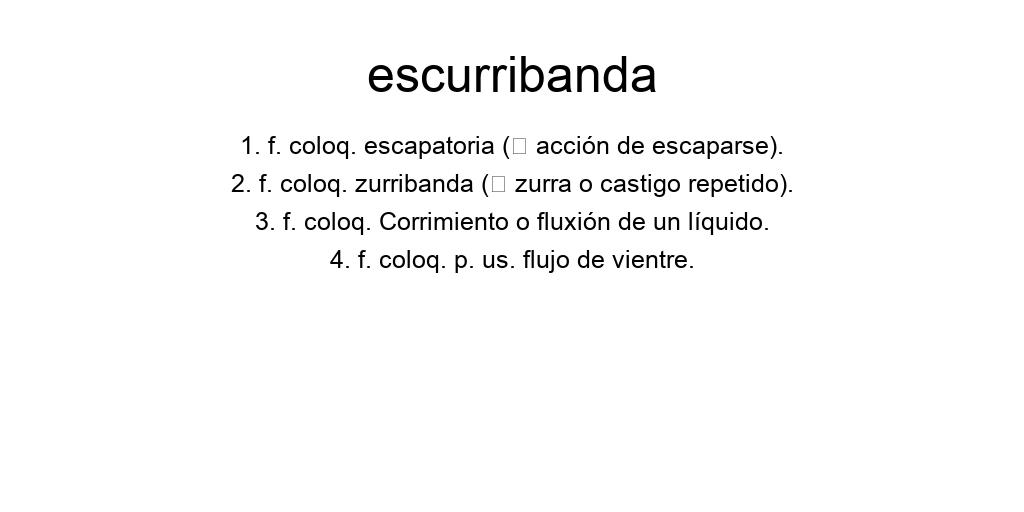 escurribanda
1. f. coloq. escapatoria (▯ acción de escaparse).
2. f. coloq. zurribanda (▯ zurra o castigo repetido).
3. f. coloq. Corrimiento o fluxión de un líquido.
4. f. coloq. p. us. flujo de vientre.